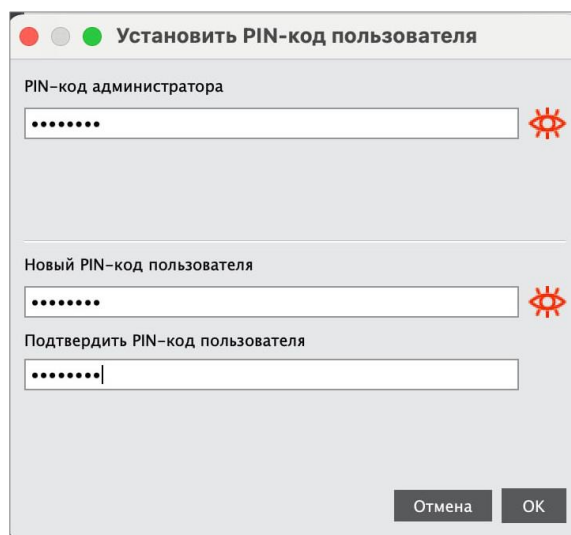 Установить PIN-код пользователя
PIN-код администратора
••••••••
Новый PIN-код пользователя
••••••••
Подтвердить PIN-код пользователя
••••••••
Отмена OK